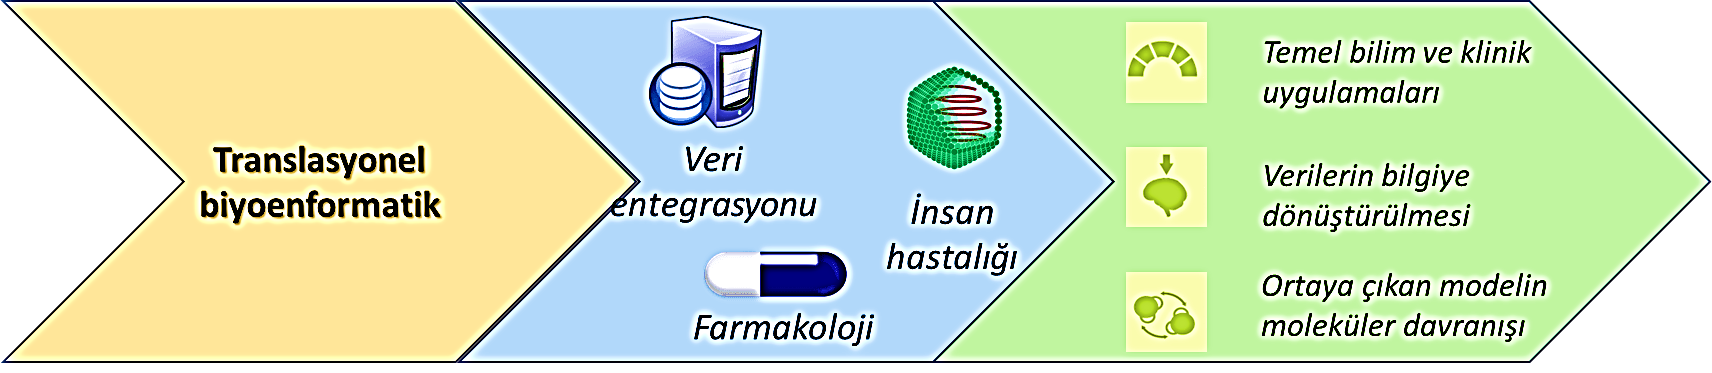 Translasyonel
biyoenformatik
Veri
entegrasyonu
Farmakoloji
İnsan
hastalığı
Temel bilim ve klinik
uygulamaları
Verilerin bilgiye
dönüştürülmesi
Ortaya çıkan modelin
moleküler davranışı